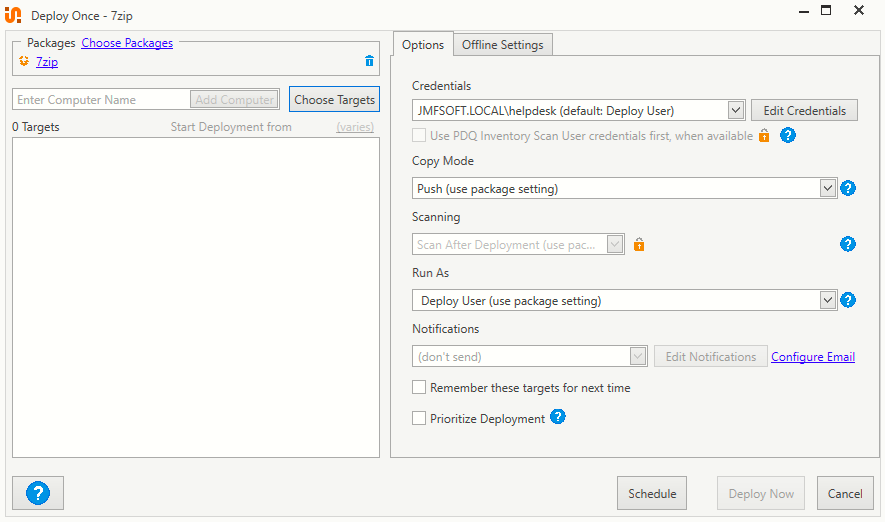 Deploy Once - 7zip
Packages Choose Packages
7zip
Enter Computer Name Add Computer Choose Targets
0 Targets Start Deployment from (varies)
Options Offline Settings
Credentials
JMFSOFT.LOCAL\helpdesk (default: Deploy User) Edit Credentials
Use PDQ Inventory Scan User credentials first, when available ?
Copy Mode
Push (use package setting) ?
Scanning
Scan After Deployment (use pac... ?
Run As
Deploy User (use package setting) ?
Notifications
(don't send) Edit Notifications Configure Email
Remember these targets for next time
Prioritize Deployment ?
? Schedule Deploy Now Cancel